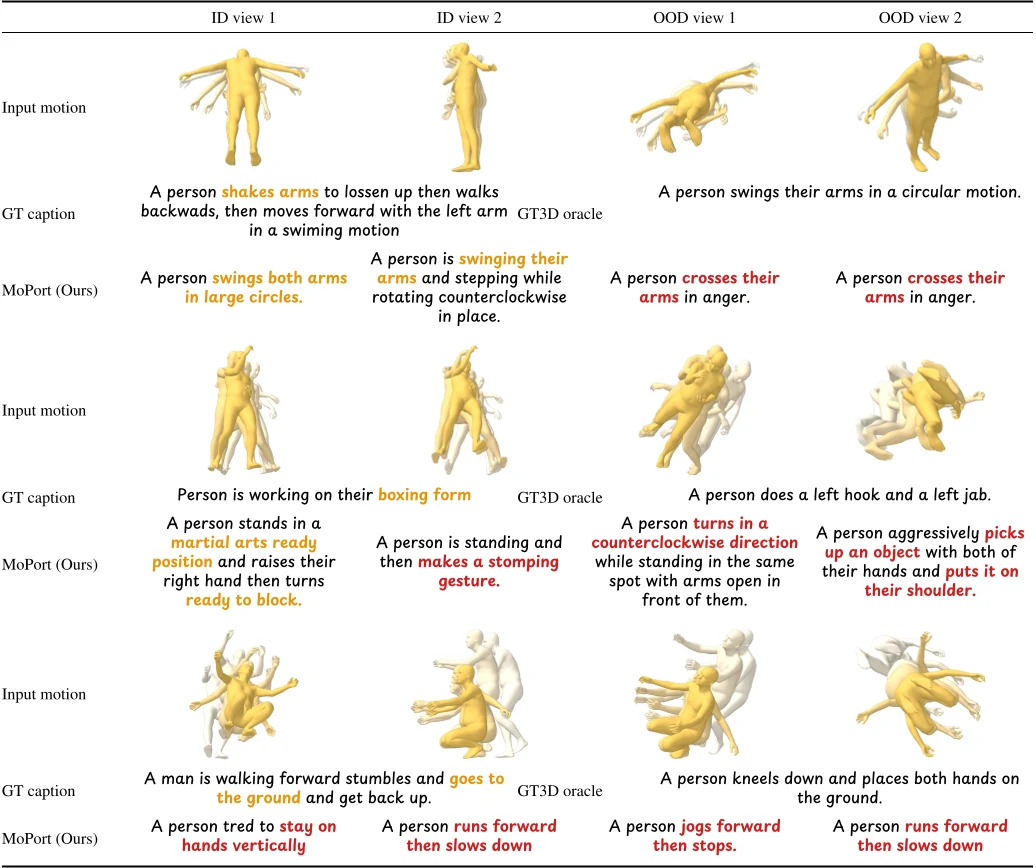 ID view 1 ID view 2 OOD view 1 OOD view 2
Input motion
GT caption
A person shakes arms to lossen up then walks
backwads, then moves forward with the left arm
in a swiming motion
GT3D oracle
A person swings their arms in a circular motion.
MoPort (Ours)
A person swings both arms
in large circles.
A person is swinging their
arms and stepping while
rotating counterclockwise
in place.
A person crosses their
arms in anger.
A person crosses their
arms in anger.
Input motion
GT caption
Person is working on their boxing form
GT3D oracle
A person does a left hook and a left jab.
MoPort (Ours)
A person stands in a
martial arts ready
position and raises their
right hand then turns
ready to block.
A person is standing and
then makes a stomping
gesture.
A person turns in a
counterclockwise direction
while standing in the same
spot with arms open in
front of them.
A person aggressively picks
up an object with both of
their hands and puts it on
their shoulder.
Input motion
GT caption
A man is walking forward stumbles and goes to
the ground and get back up.
GT3D oracle
A person kneels down and places both hands on
the ground.
MoPort (Ours)
A person tred to stay on
hands vertically
A person runs forward
then slows down
A person jogs forward
then stops.
A person runs forward
then slows down